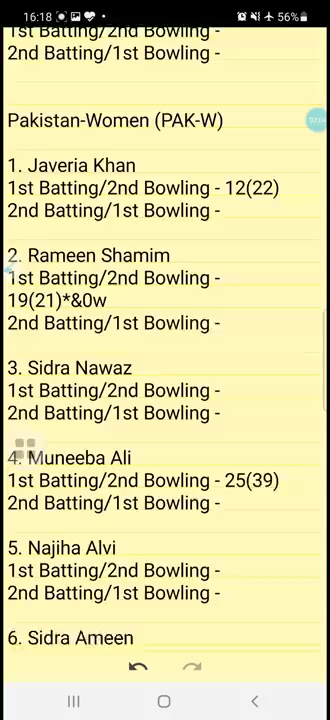 16:18
56%
1st Batting/2nd Bowling -
2nd Batting/1st Bowling -
Pakistan-Women (PAK-W)
1. Javeria Khan
1st Batting/2nd Bowling - 12(22)
2nd Batting/1st Bowling -
2. Rameen Shamim
1st Batting/2nd Bowling -
19(21)*&0w
2nd Batting/1st Bowling -
3. Sidra Nawaz
1st Batting/2nd Bowling -
2nd Batting/1st Bowling -
4. Muneeba Ali
1st Batting/2nd Bowling - 25(39)
2nd Batting/1st Bowling -
5. Najiha Alvi
1st Batting/2nd Bowling -
2nd Batting/1st Bowling -
6. Sidra Ameen